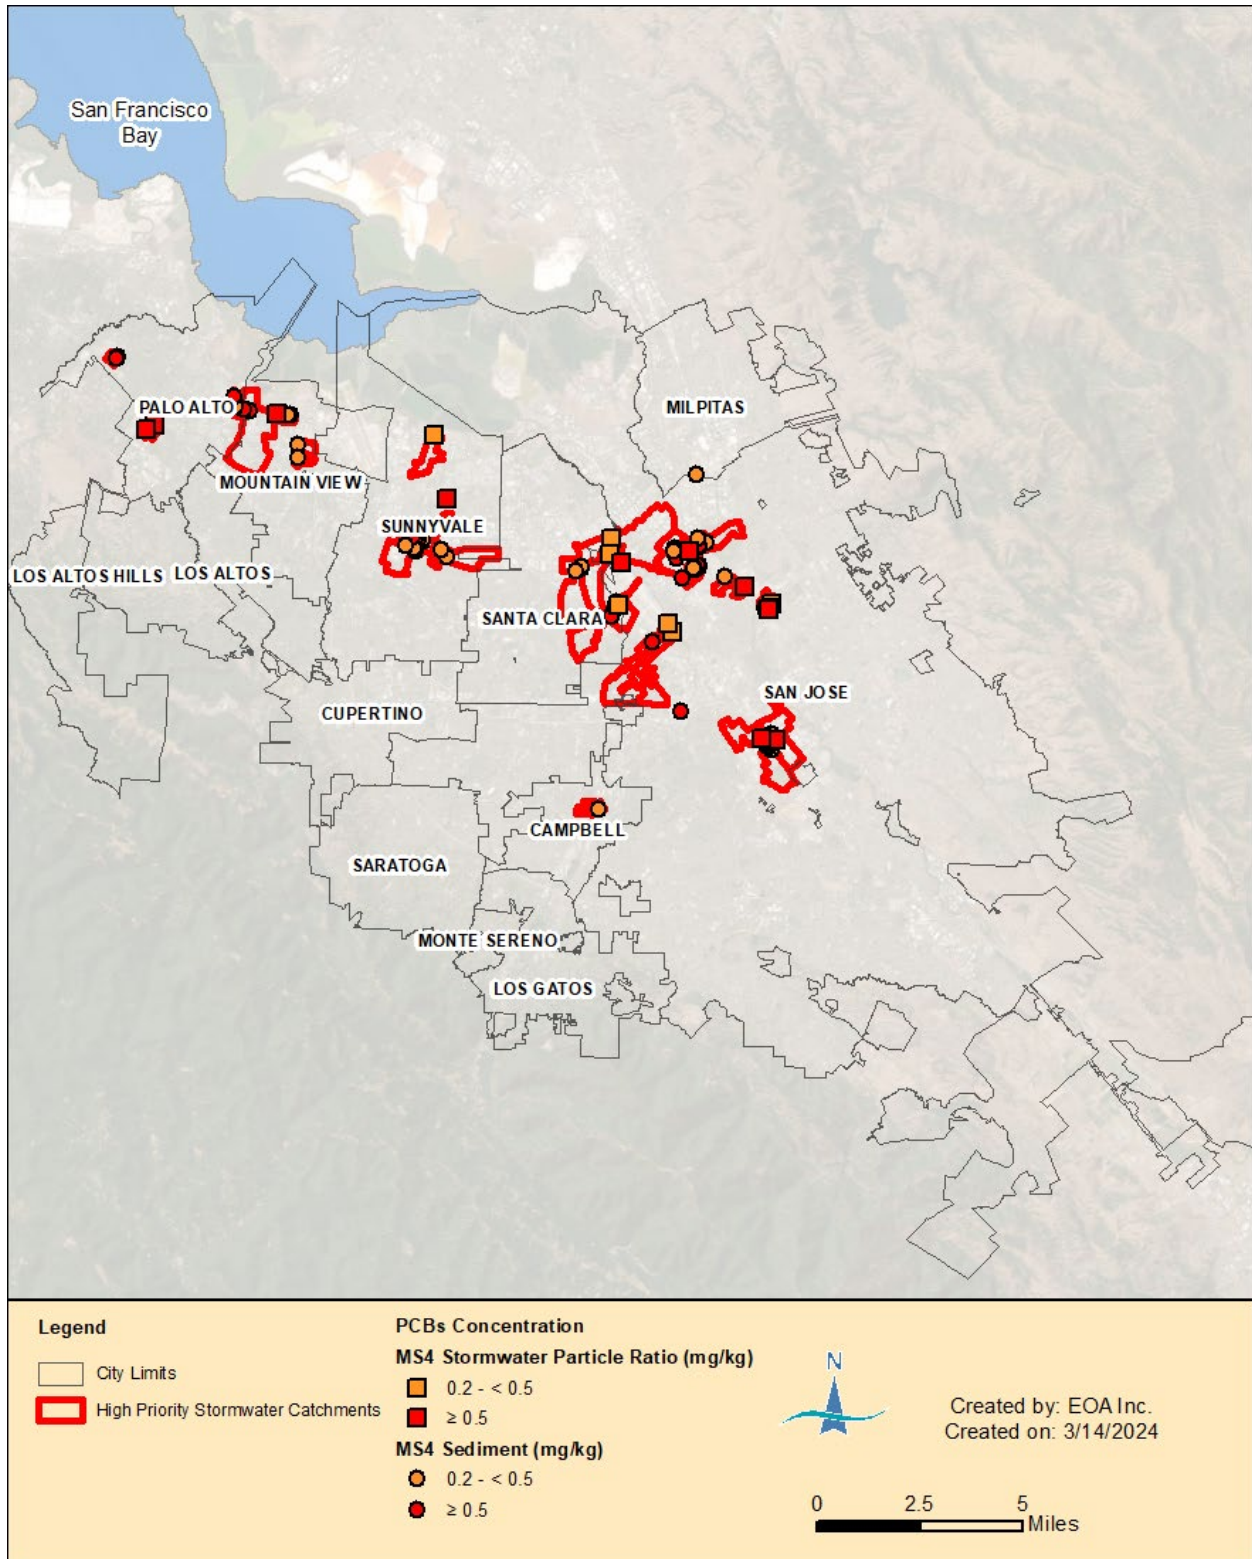 San Francisco
Bay
PALO ALTO
MILPITAS
MOUNTAIN VIEW
SUNNYVALE
LOS ALTOS HILLS
LOS ALTOS
SANTA CLARA
SAN JOSE
CUPERTINO
CAMPBELL
SARATOGA
MONTE SERENO
LOS GATOS
Legend
City Limits
High Priority Stormwater Catchments
PCBs Concentration
MS4 Stormwater Particle Ratio (mg/kg)
0.2 - < 0.5
≥ 0.5
MS4 Sediment (mg/kg)
0.2 - < 0.5
≥ 0.5
N
Created by: EOA Inc.
Created on: 3/14/2024
0 2.5 5
Miles